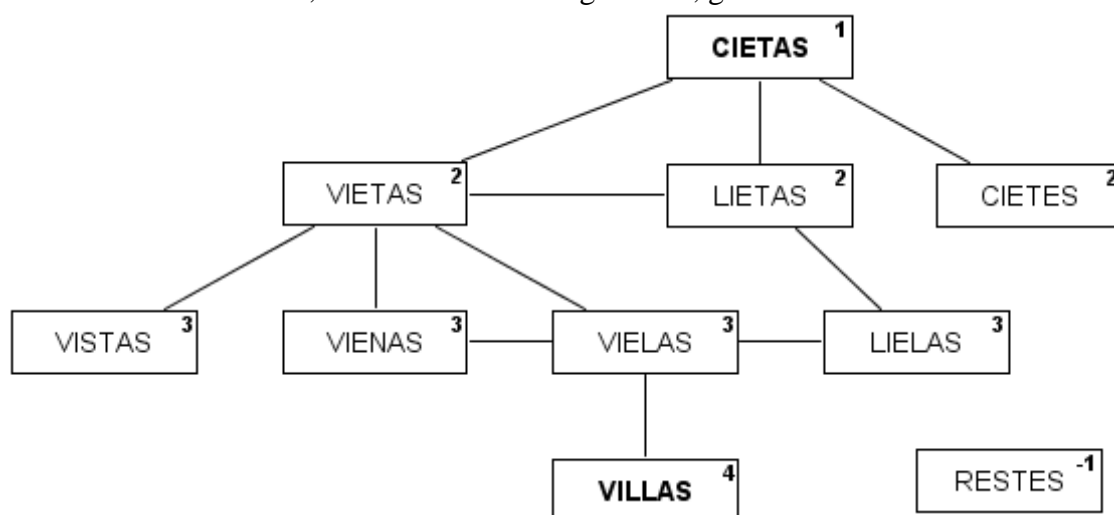 CIETAS 1
VIETAS 2
LIETAS 2
CIETES 2
VISTAS 3
VIENAS 3
VIELAS 3
LIELAS 3
VILLAS 4
RESTES -1